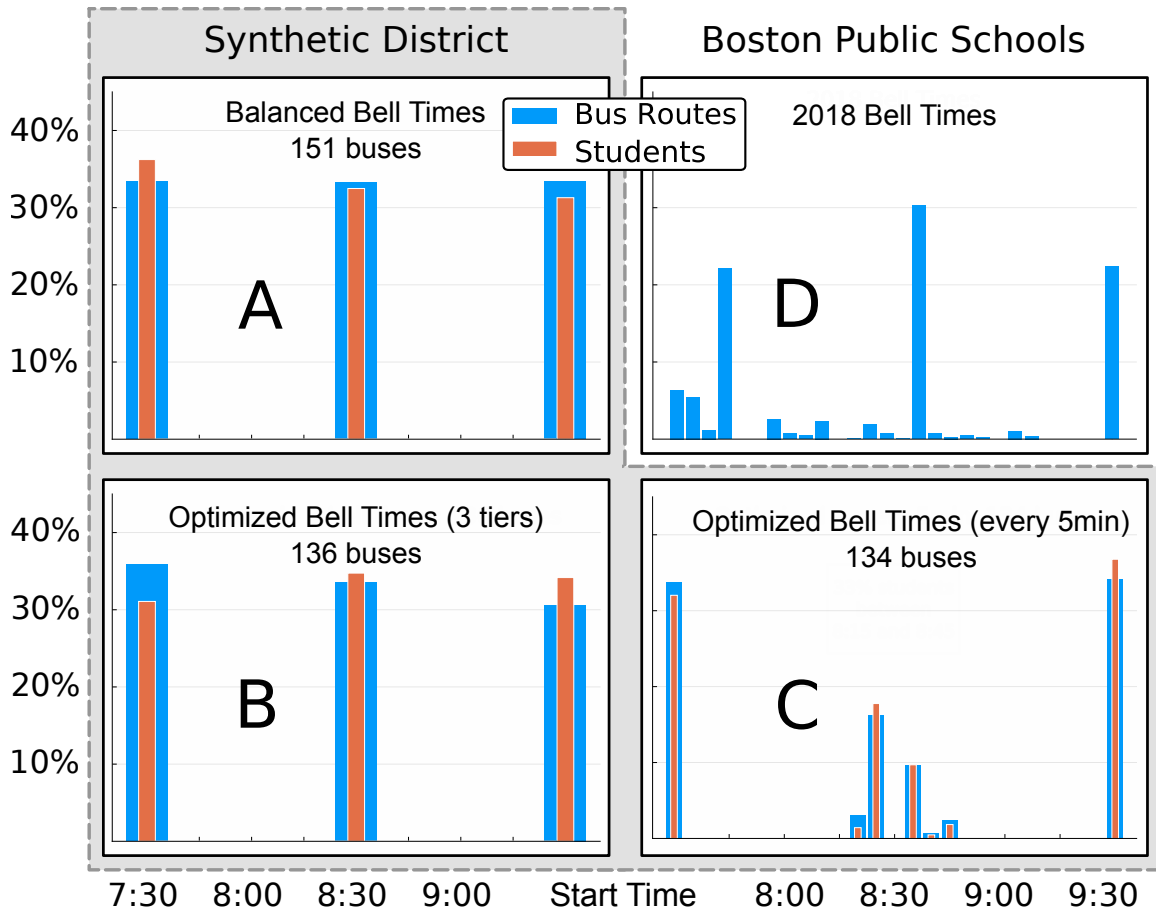 Synthetic District
Boston Public Schools
Balanced Bell Times
151 buses
Bus Routes
Students
2018 Bell Times
40%
30%
20%
10%
A
D
Optimized Bell Times (3 tiers)
136 buses
Optimized Bell Times (every 5min)
134 buses
40%
30%
20%
10%
B
C
7:30 8:00 8:30 9:00 Start Time 8:00 8:30 9:00 9:30